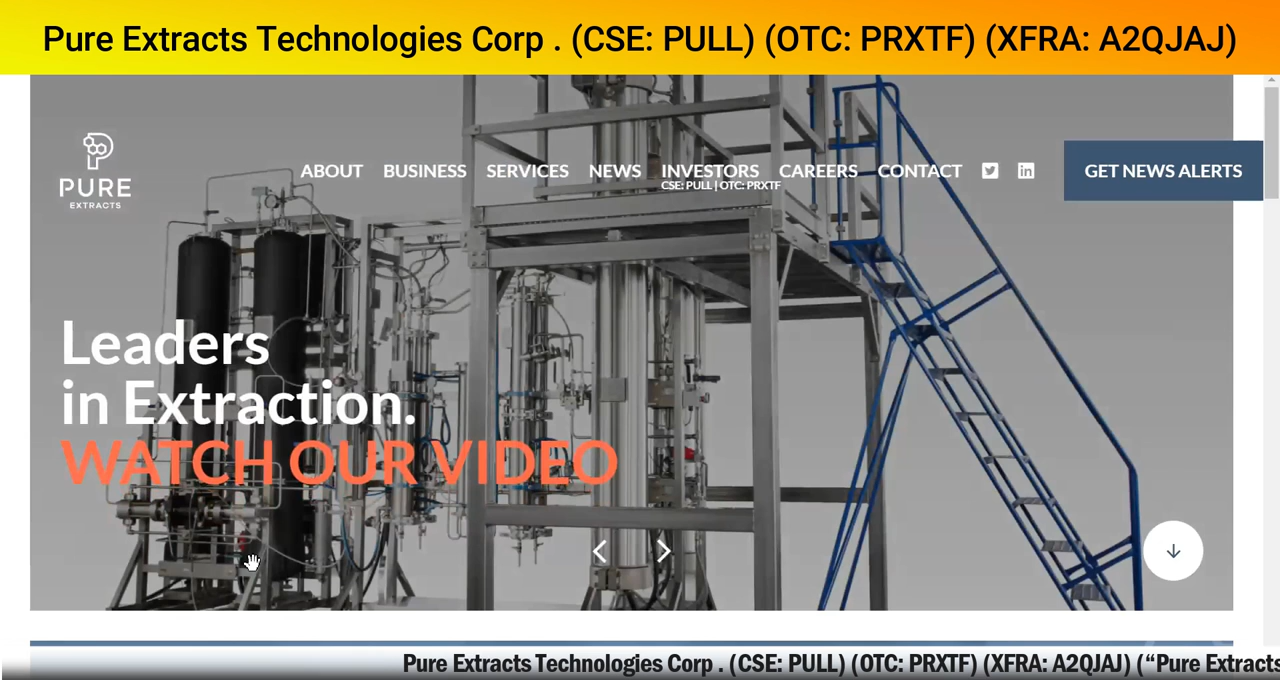 Pure Extracts Technologies Corp . (CSE: PULL) (OTC: PRXTF) (XFRA: A2QJAJ)
PURE
EXTRACTS
ABOUT BUSINESS SERVICES NEWS INVESTORS CAREERS CONTACT GET NEWS ALERTS
CSE: PULL | OTC: PRXTF
Leaders
in Extraction.
WATCH OUR VIDEO
Pure Extracts Technologies Corp . (CSE: PULL) (OTC: PRXTF) (XFRA: A2QJAJ) (“Pure Extracts